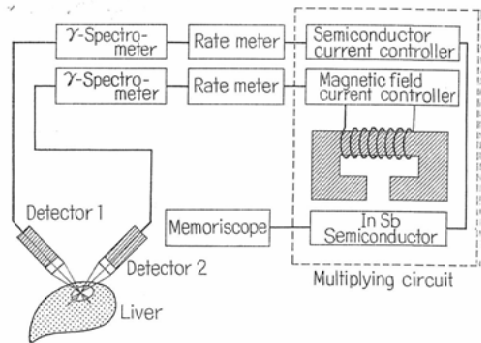 γ-Spectro-
meter
Rate meter
Semiconductor
current controller
γ-Spectro-
meter
Rate meter
Magnetic field
current controller
Detector 1
Memoriscope
In Sb
Semiconductor
Detector 2
Multiplying circuit
Liver